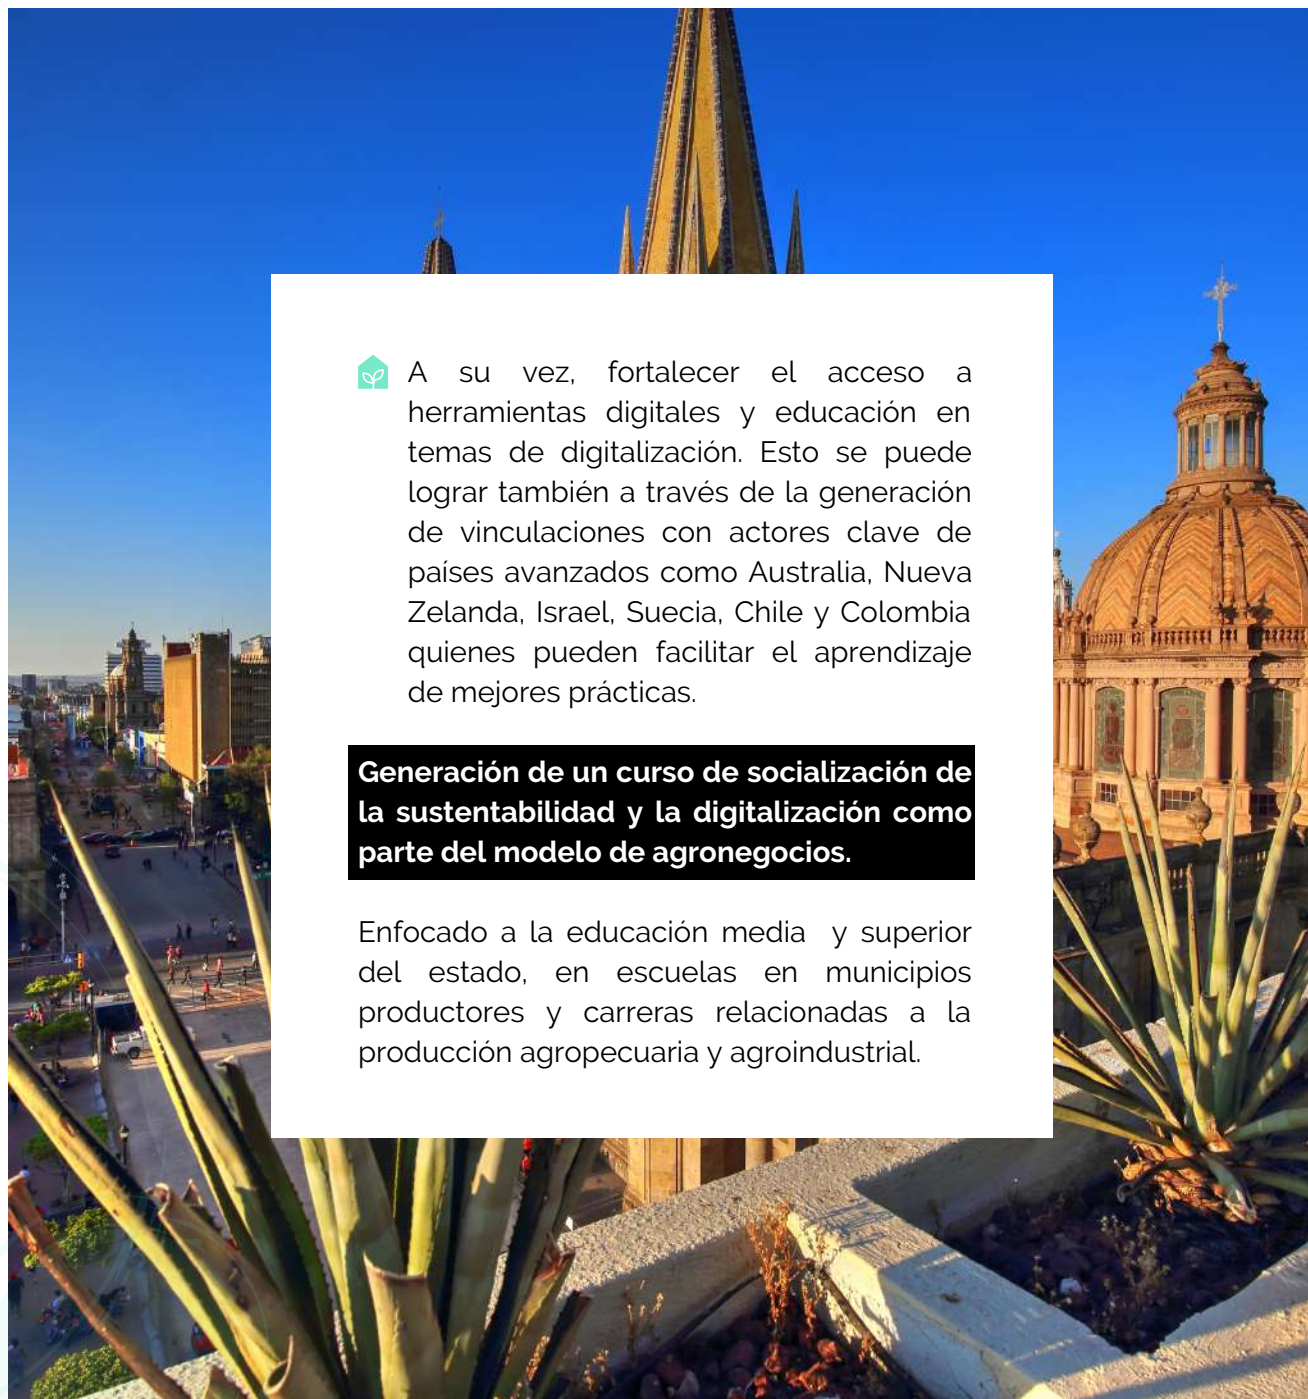 A su vez, fortalecer el acceso a
herramientas digitales y educación en
temas de digitalización. Esto se puede
lograr también a través de la generación
de vinculaciones con actores clave de
países avanzados como Australia, Nueva
Zelanda, Israel, Suecia, Chile y Colombia
quienes pueden facilitar el aprendizaje
de mejores prácticas.
Generación de un curso de socialización de
la sustentabilidad y la digitalización como
parte del modelo de agronegocios.
Enfocado a la educación media y superior
del estado, en escuelas en municipios
productores y carreras relacionadas a la
producción agropecuaria y agroindustrial.